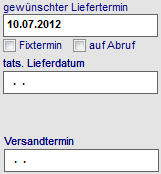 gewünschter Liefertermin
10.07.2012
Fixtermin auf Abruf
tats. Lieferdatum
. .
Versandtermin
. .